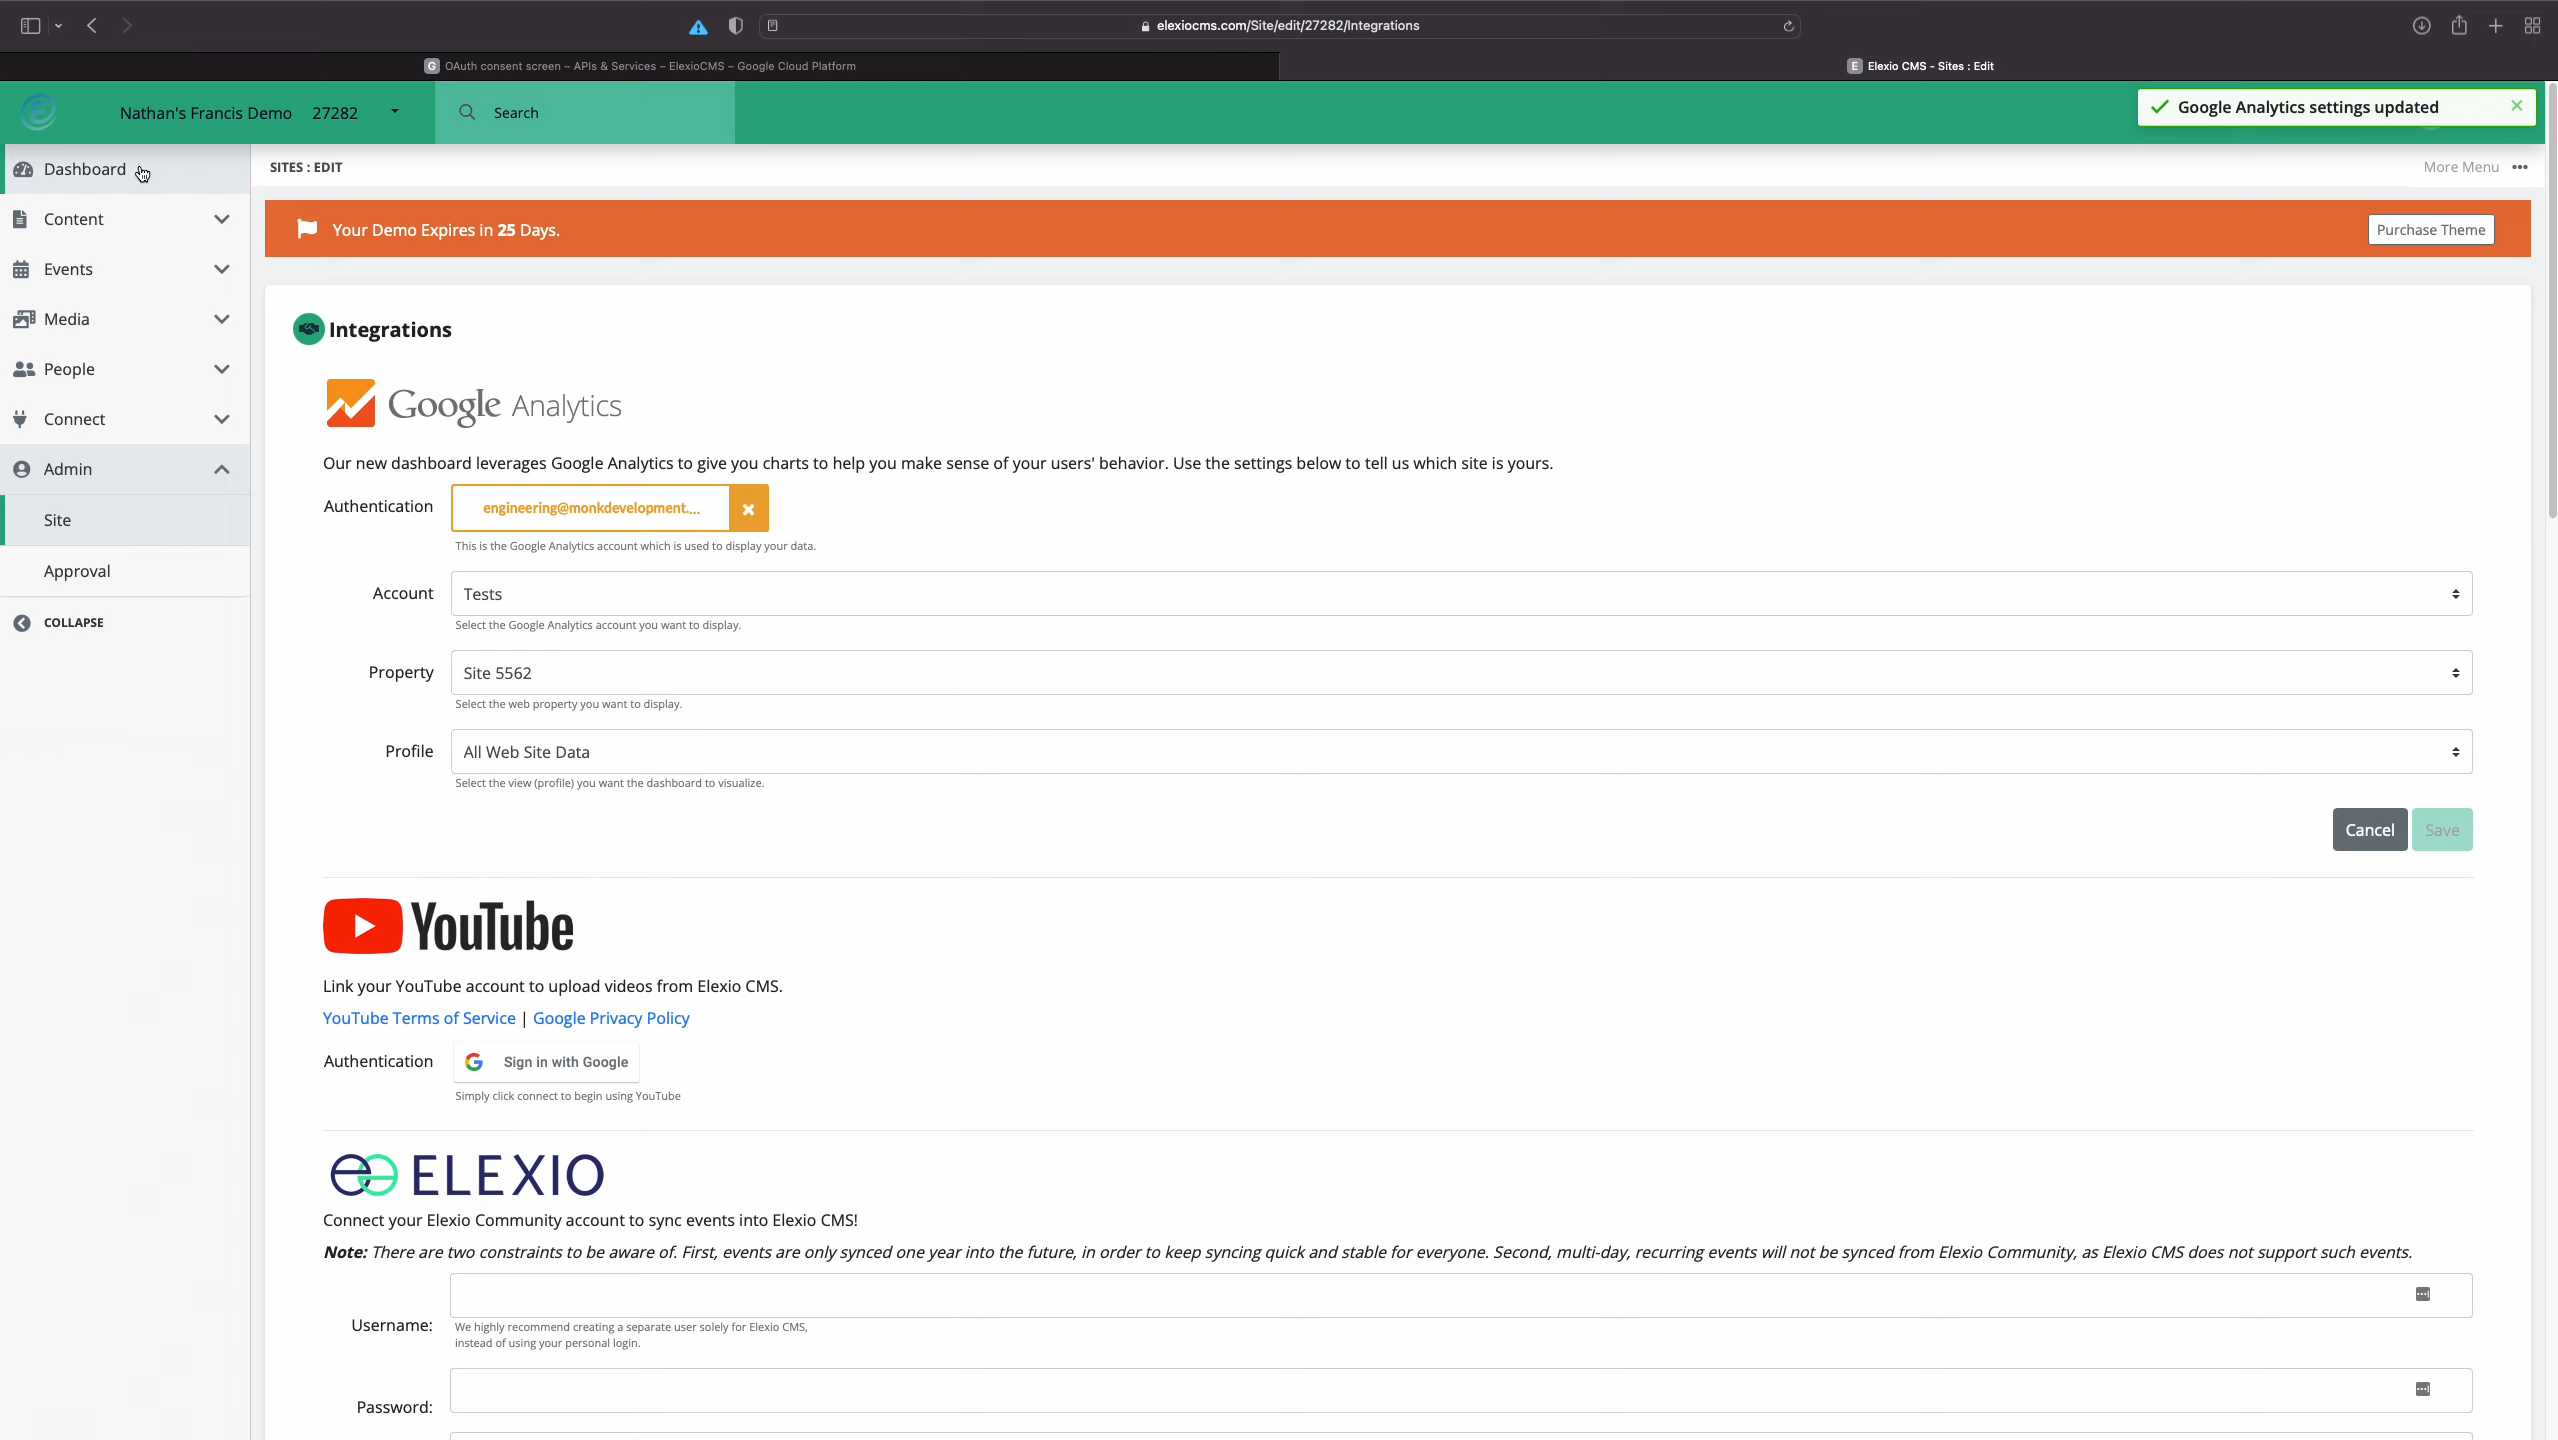 elexiocms.com/Site/edit/27282/Integrations
G OAuth consent screen – APIs & Services – ElexioCMS – Google Cloud Platform
E Elexio CMS - Sites : Edit
Nathan's Francis Demo 27282
Search
Google Analytics settings updated
Dashboard
SITES : EDIT
More Menu
Content
Your Demo Expires in 25 Days.
Purchase Theme
Events
Media
Integrations
People
Google Analytics
Connect
Admin
Our new dashboard leverages Google Analytics to give you charts to help you make sense of your users' behavior. Use the settings below to tell us which site is yours.
Site
Authentication engineering@monkdevelopment....
This is the Google Analytics account which is used to display your data.
Approval
Account Tests
COLLAPSE
Select the Google Analytics account you want to display.
Property Site 5562
Select the web property you want to display.
Profile All Web Site Data
Select the view (profile) you want the dashboard to visualize.
Cancel Save
YouTube
Link your YouTube account to upload videos from Elexio CMS.
YouTube Terms of Service | Google Privacy Policy
Authentication Sign in with Google
Simply click connect to begin using YouTube
ELEXIO
Connect your Elexio Community account to sync events into Elexio CMS!
Note: There are two constraints to be aware of. First, events are only synced one year into the future, in order to keep syncing quick and stable for everyone. Second, multi-day, recurring events will not be synced from Elexio Community, as Elexio CMS does not support such events.
Username:
We highly recommend creating a separate user solely for Elexio CMS,
instead of using your personal login.
Password: